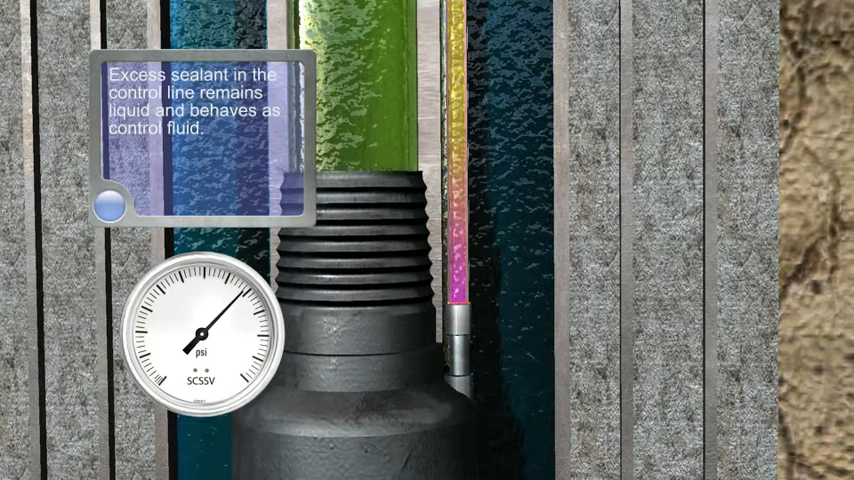 Excess sealant in the
control line remains
liquid and behaves as
control fluid.
psi
SCSSV